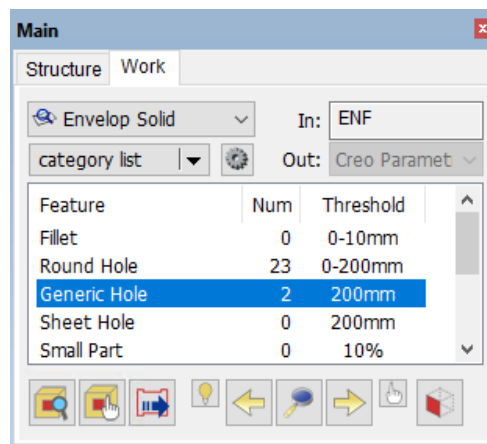 Main
Structure Work
Envelop Solid In: ENF
category list Out: Creo Paramet
Feature Num Threshold
Fillet 0 0-10mm
Round Hole 23 0-200mm
Generic Hole 2 200mm
Sheet Hole 0 200mm
Small Part 0 10%